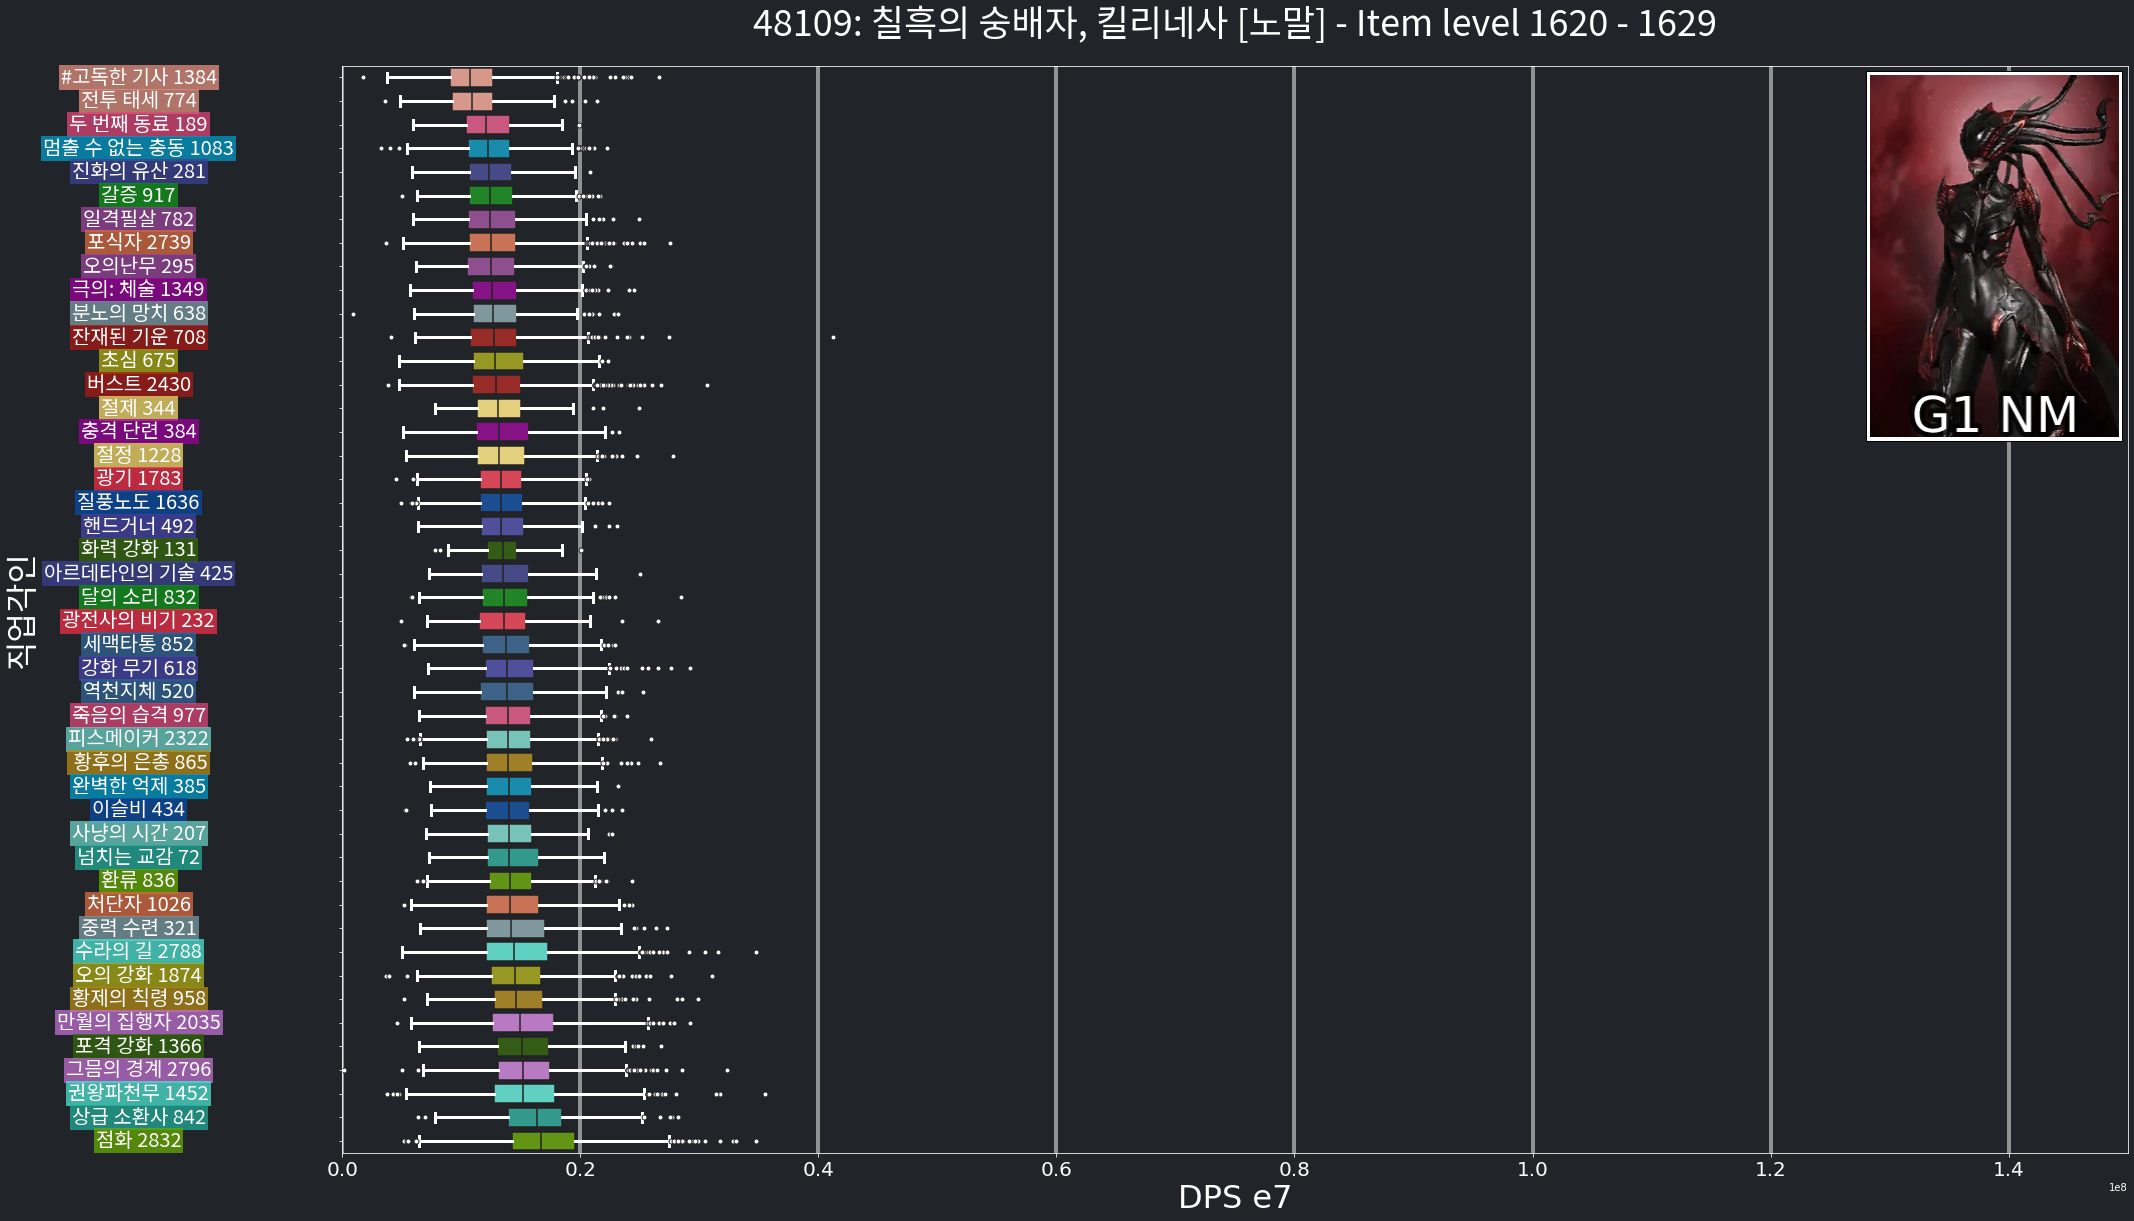 48109: 칠흑의 숭배자, 킬리네사 [노말] - Item level 1620 - 1629
#고독한 기사 1384
전투 태세 774
두 번째 동료 189
멈출 수 없는 충동 1083
진화의 유산 281
갈증 917
일격필살 782
포식자 2739
오의난무 295
극의: 체술 1349
분노의 망치 638
잔재된 기운 708
초심 675
버스트 2430
절제 344
충격 단련 384
절정 1228
광기 1783
질풍노도 1636
핸드거너 492
화력 강화 131
아르데타인의 기술 425
달의 소리 832
광전사의 비기 232
세맥타통 852
강화 무기 618
역천지체 520
죽음의 습격 977
피스메이커 2322
황후의 은총 865
완벽한 억제 385
이슬비 434
사냥의 시간 207
넘치는 교감 72
환류 836
처단자 1026
중력 수련 321
수라의 길 2788
오의 강화 1874
황제의 칙령 958
만월의 집행자 2035
포격 강화 1366
그믐의 경계 2796
권왕파천무 1452
상급 소환사 842
점화 2832
직업각인
G1 NM
0.0 0.2 0.4 0.6 0.8 1.0 1.2 1.4
1e8
DPS e7